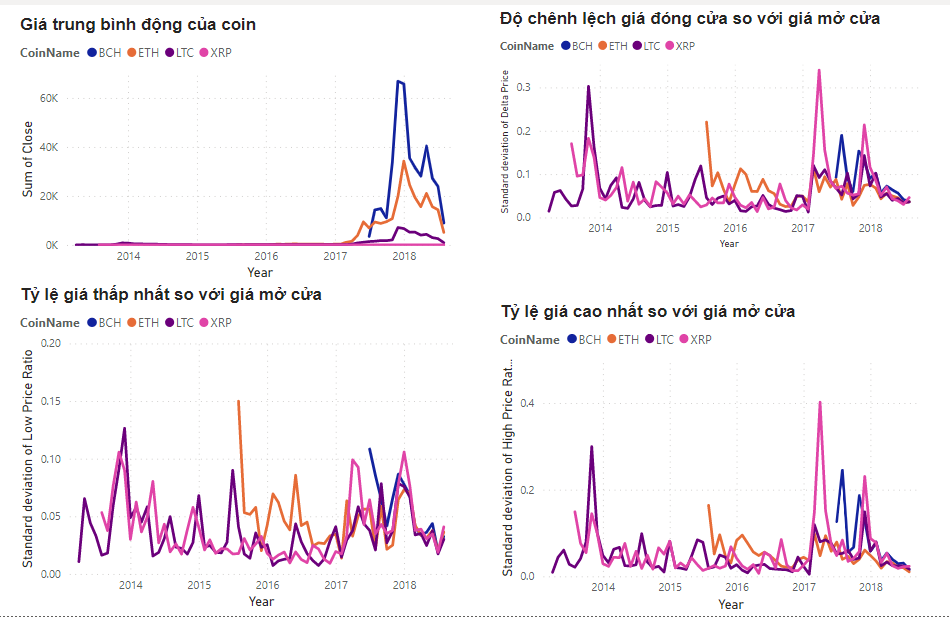 Giá trung bình động của coin
CoinName BCH ETH LTC XRP
Sum of Close
60K
40K
20K
0K
2014 2015 2016 2017 2018
Year
Độ chênh lệch giá đóng cửa so với giá mở cửa
CoinName BCH ETH LTC XRP
Standard deviation of Delta Price
0.3
0.2
0.1
0.0
2014 2015 2016 2017 2018
Year
Tỷ lệ giá thấp nhất so với giá mở cửa
CoinName BCH ETH LTC XRP
Standard deviation of Low Price Ratio
0.20
0.15
0.10
0.05
0.00
2014 2015 2016 2017 2018
Year
Tỷ lệ giá cao nhất so với giá mở cửa
CoinName BCH ETH LTC XRP
Standard deviation of High Price Rat...
0.4
0.2
0.0
2014 2015 2016 2017 2018
Year